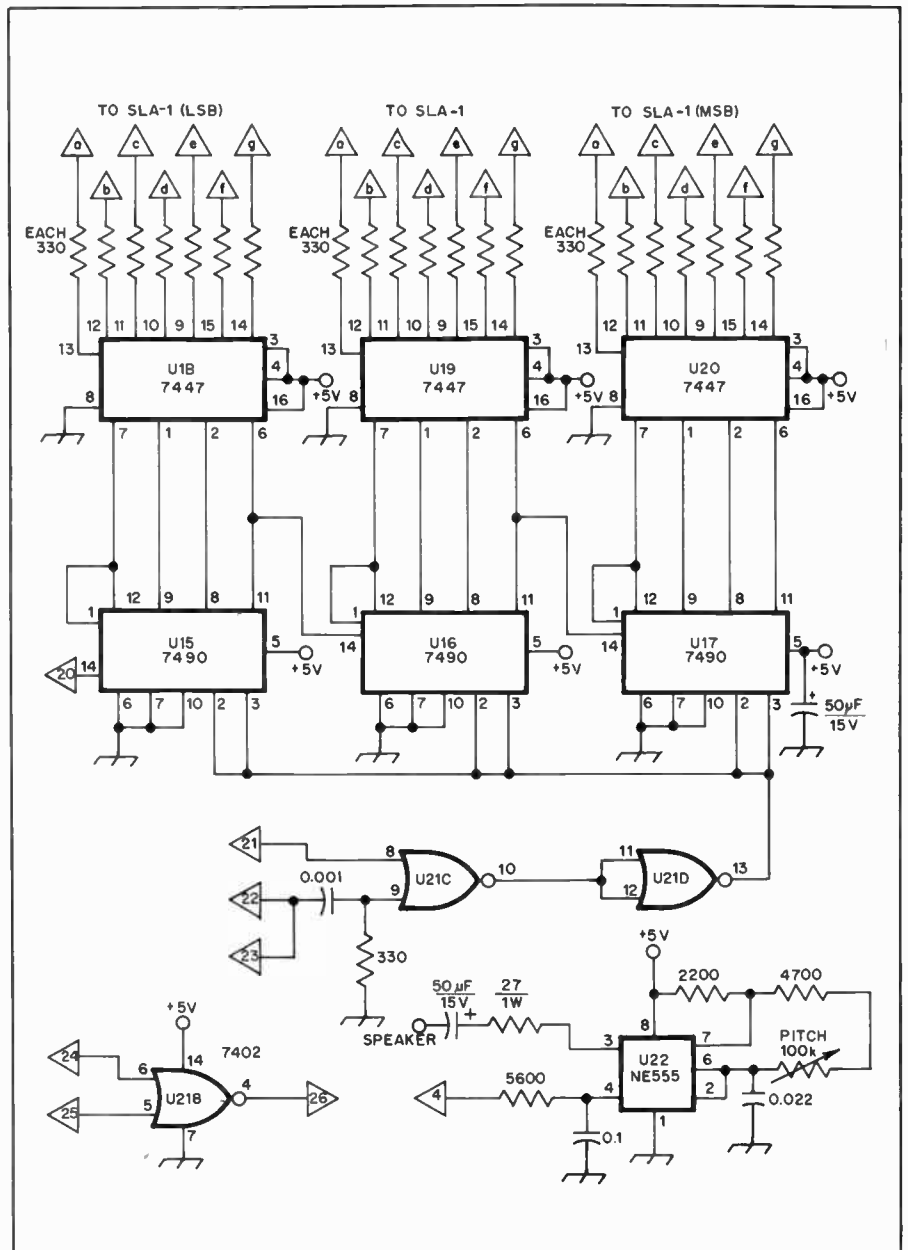 TO SLA-1 (LSB) TO SLA-1 TO SLA-1 (MSB)
a c e g a c e g a c e g
b d f b d f b d f
EACH 330 EACH 330 EACH 330
12 11 10 9 15 14 12 11 10 9 15 14 12 11 10 9 15 14
13 3 13 3 13 3
U18 4 U19 4 U20 4
7447 7447 7447
8 16 +5V 8 16 +5V 8 16 +5V
7 1 2 6 7 1 2 6 7 1 2 6
12 9 8 11 12 9 8 11 12 9 8 11
1 1 1
U15 5 U16 5 U17 5
20 14 7490 +5V 14 7490 +5V 14 7490 +5V
6 7 10 2 3 6 7 10 2 3 6 7 10 2 3
+ 50µF
15V
21 8 10 11 13
U21C U21D
22 0.001 9 12
23
330
+5V
2200 4700
50µF 27
15V + 1W
SPEAKER 3 8 7 PITCH
U22 6 100k
NE555
4 5600 4 2
0.022
0.1 1
+5V
7402
24 14
6 4
U21B 26
25 5
7